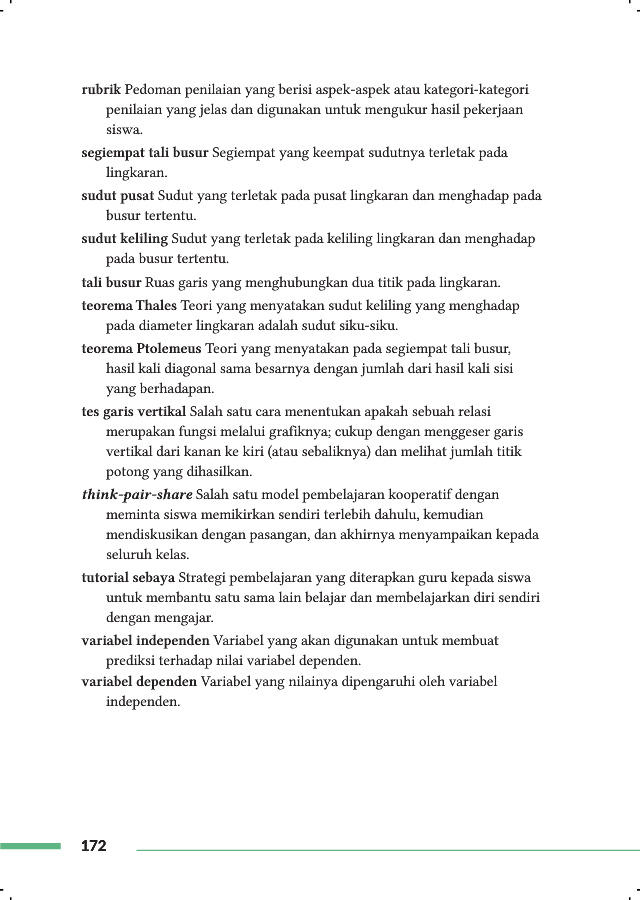 rubrik Pedoman penilaian yang berisi aspek-aspek atau kategori-kategori
penilaian yang jelas dan digunakan untuk mengukur hasil pekerjaan
siswa.
segiempat tali busur Segiempat yang keempat sudutnya terletak pada
lingkaran.
sudut pusat Sudut yang terletak pada pusat lingkaran dan menghadap pada
busur tertentu.
sudut keliling Sudut yang terletak pada keliling lingkaran dan menghadap
pada busur tertentu.
tali busur Ruas garis yang menghubungkan dua titik pada lingkaran.
teorema Thales Teori yang menyatakan sudut keliling yang menghadap
pada diameter lingkaran adalah sudut siku-siku.
teorema Ptolemeus Teori yang menyatakan pada segiempat tali busur,
hasil kali diagonal sama besarnya dengan jumlah dari hasil kali sisi
yang berhadapan.
tes garis vertikal Salah satu cara menentukan apakah sebuah relasi
merupakan fungsi melalui grafiknya; cukup dengan menggeser garis
vertikal dari kanan ke kiri (atau sebaliknya) dan melihat jumlah titik
potong yang dihasilkan.
think-pair-share Salah satu model pembelajaran kooperatif dengan
meminta siswa memikirkan sendiri terlebih dahulu, kemudian
mendiskusikan dengan pasangan, dan akhirnya menyampaikan kepada
seluruh kelas.
tutorial sebaya Strategi pembelajaran yang diterapkan guru kepada siswa
untuk membantu satu sama lain belajar dan membelajarkan diri sendiri
dengan mengajar.
variabel independen Variabel yang akan digunakan untuk membuat
prediksi terhadap nilai variabel dependen.
variabel dependen Variabel yang nilainya dipengaruhi oleh variabel
independen.
172